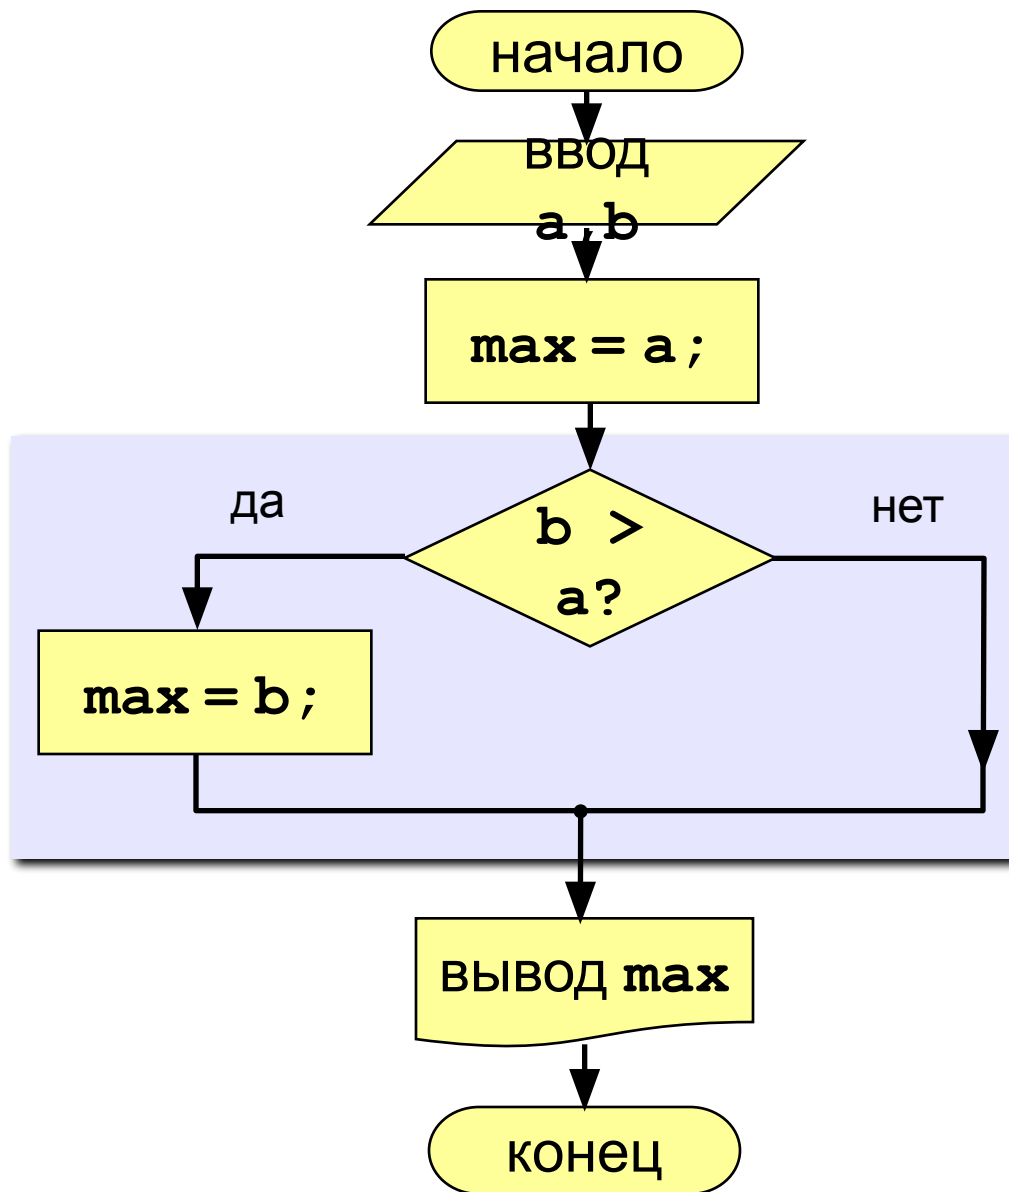 начало
ввод
a,b
max = a;
да
нет
b >
a?
max = b;
вывод max
конец